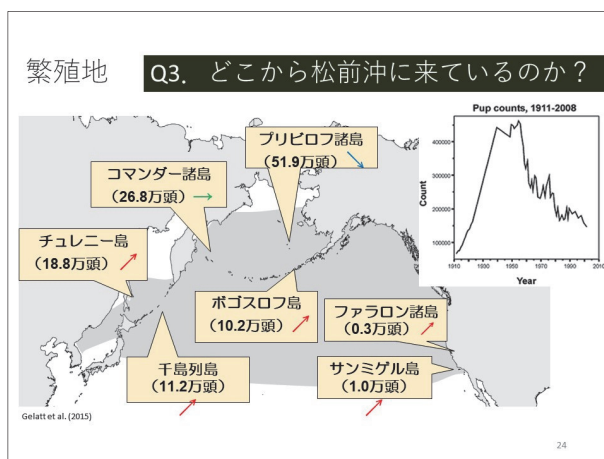 繁殖地
Q3. どこから松前沖に来ているのか?
Pup counts, 1911-2008
400000
300000
200000
100000
Count
1910
1930
1950
1970
1990
2010
Year
プリビロフ諸島
(51.9万頭)
コマンダー諸島
(26.8万頭)
チュレニー島
(18.8万頭)
ボゴスロフ島
(10.2万頭)
ファラロン諸島
(0.3万頭)
千島列島
(11.2万頭)
サンミゲル島
(1.0万頭)
Gelatt et al. (2015)
24